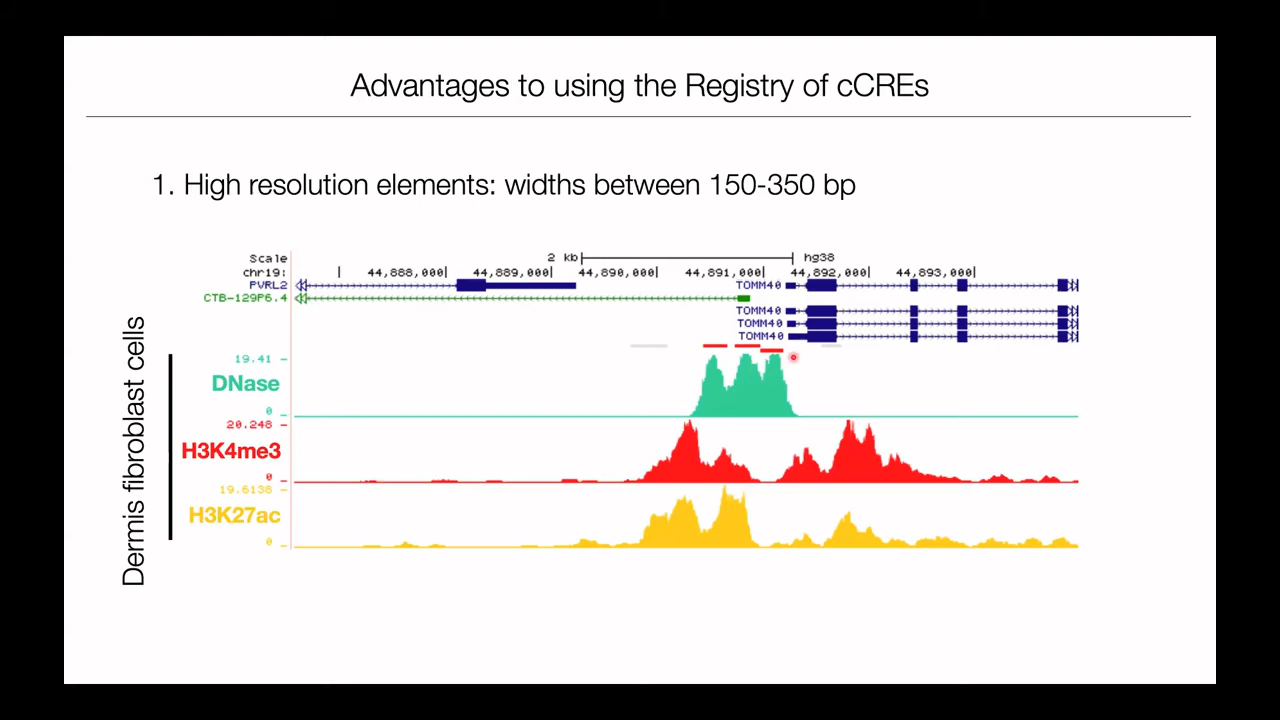 Advantages to using the Registry of cCREs
1. High resolution elements: widths between 150-350 bp
Scale 2 kb hg38
chr19: 44,888,000 44,889,000 44,890,000 44,891,000 44,892,000 44,893,000
PVRL2 TOMM40
CTB-129P6.4
TOMM40
TOMM40
TOMM40
Dermis fibroblast cells
19.41
DNase
0
20.248
H3K4me3
0
19.6136
H3K27ac
0